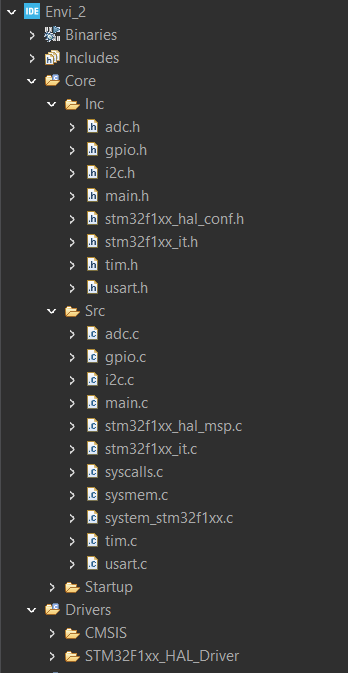 IDE Envi_2
Binaries
Includes
Core
Inc
.h adc.h
.h gpio.h
.h i2c.h
.h main.h
.h stm32f1xx_hal_conf.h
.h stm32f1xx_it.h
.h tim.h
.h usart.h
Src
.c adc.c
.c gpio.c
.c i2c.c
.c main.c
.c stm32f1xx_hal_msp.c
.c stm32f1xx_it.c
.c syscalls.c
.c sysmem.c
.c system_stm32f1xx.c
.c tim.c
.c usart.c
Startup
Drivers
CMSIS
STM32F1xx_HAL_Driver